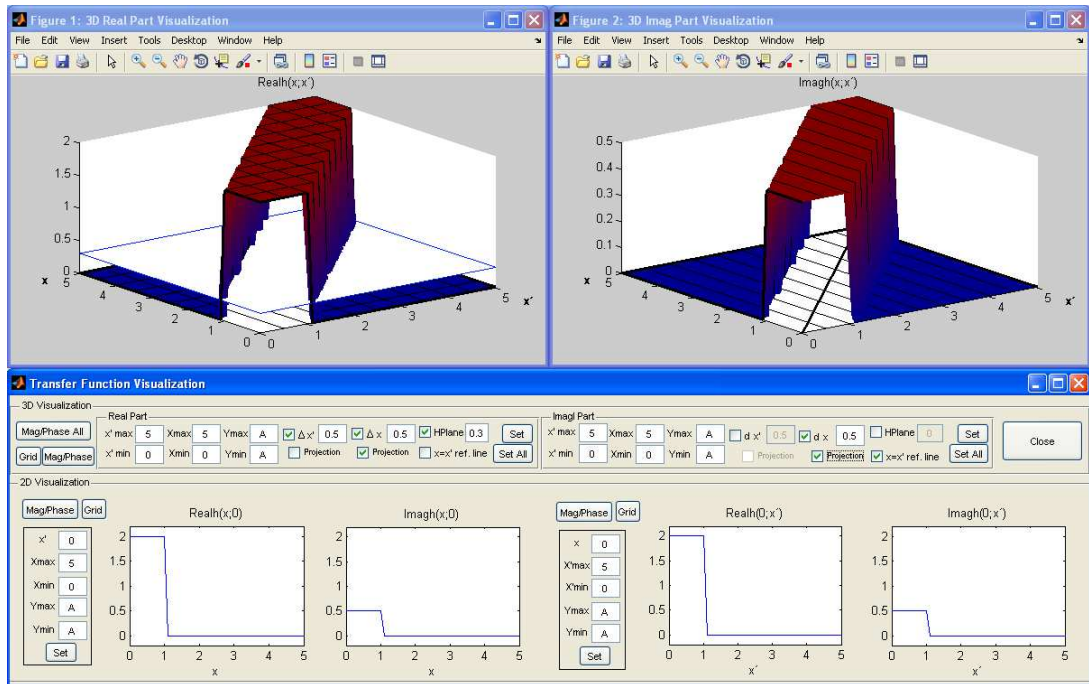 Figure 1: 3D Real Part Visualization
File Edit View Insert Tools Desktop Window Help
Realh(x;x´)
2
1.5
1
0.5
0
x
5
4
3
2
1
0
0
1
2
3
4
5
x´
Figure 2: 3D Imag Part Visualization
File Edit View Insert Tools Desktop Window Help
Imagh(x;x´)
0.5
0.4
0.3
0.2
0.1
0
x
5
4
3
2
1
0
0
1
2
3
4
5
x´
Transfer Function Visualization
3D Visualization
Mag/Phase All
Grid Mag/Phase
Real Part
x' max 5 Xmax 5 Ymax A Δ x' 0.5 Δ x 0.5 HPlane 0.3 Set
x' min 0 Xmin 0 Ymin A Projection Projection x=x' ref. line Set All
Imagl Part
x' max 5 Xmax 5 Ymax A d x' 0.5 d x 0.5 HPlane 0 Set
x' min 0 Xmin 0 Ymin A Projection Projection x=x' ref. line Set All
Close
2D Visualization
Mag/Phase Grid
x' 0
Xmax 5
Xmin 0
Ymax A
Ymin A
Set
Realh(x;0)
2
1.5
1
0.5
0
0 1 2 3 4 5
x
Imagh(x;0)
2
1.5
1
0.5
0
0 1 2 3 4 5
x
Mag/Phase Grid
x 0
X'max 5
X'min 0
Ymax A
Ymin A
Set
Realh(0;x´)
2
1.5
1
0.5
0
0 1 2 3 4 5
x´
Imagh(0;x´)
2
1.5
1
0.5
0
0 1 2 3 4 5
x´